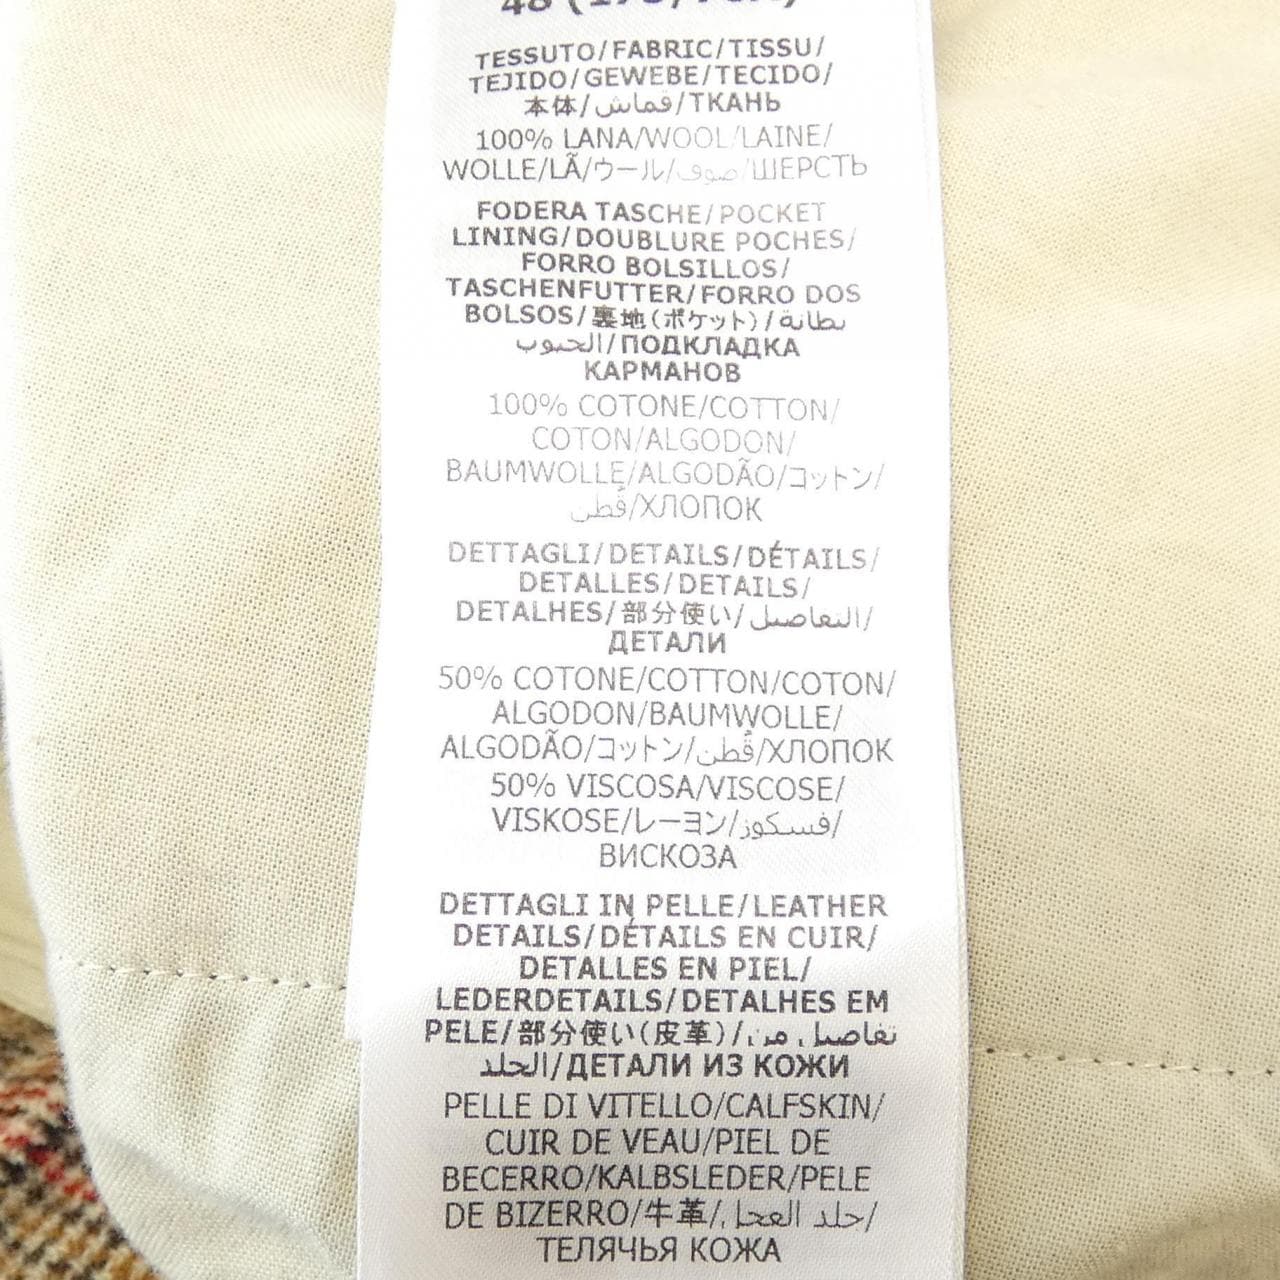 TESSUTO/FABRIC/TISSU/
TEJIDO/GEWEBE/TECIDO/
本体/قماش/ТКАНЬ
100% LANA/WOOL/LAINE/
WOLLE/LÃ/ウール/صوف/ШЕРСТЬ
FODERA TASCHE/POCKET
LINING/DOUBLURE POCHES/
FORRO BOLSILLOS/
TASCHENFUTTER/FORRO DOS
BOLSOS/裏地(ポケット)/بطانة
الجيوب/ПОДКЛАДКА
КАРМАНОВ
100% COTONE/COTTON/
COTON/ALGODON/
BAUMWOLLE/ALGODÃO/コットン/
قُطن/ХЛОПОК
DETTAGLI/DETAILS/DÉTAILS/
DETALLES/DETAILS/
DETALHES/部分使い/التفاصيل/
ДЕТАЛИ
50% COTONE/COTTON/COTON/
ALGODON/BAUMWOLLE/
ALGODÃO/コットン/قُطن/ХЛОПОК
50% VISCOSA/VISCOSE/
VISKOSE/レーヨン/فسكوز/
ВИСКОЗА
DETTAGLI IN PELLE/LEATHER
DETAILS/DÉTAILS EN CUIR/
DETALLES EN PIEL/
LEDERDETAILS/DETALHES EM
PELE/部分使い(皮革)/تفاصيل من
الجلد/ДЕТАЛИ ИЗ КОЖИ
PELLE DI VITELLO/CALFSKIN/
CUIR DE VEAU/PIEL DE
BECERRO/KALBSLEDER/PELE
DE BIZERRO/牛革/جلد العجل/
ТЕЛЯЧЬЯ КОЖА